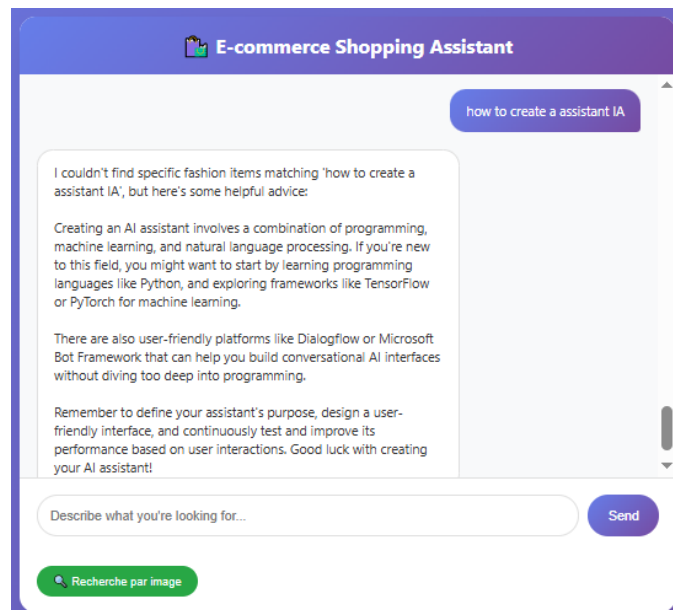 E-commerce Shopping Assistant
how to create a assistant IA
I couldn't find specific fashion items matching 'how to create a
assistant IA', but here's some helpful advice:
Creating an AI assistant involves a combination of programming,
machine learning, and natural language processing. If you're new
to this field, you might want to start by learning programming
languages like Python, and exploring frameworks like TensorFlow
or PyTorch for machine learning.
There are also user-friendly platforms like Dialogflow or Microsoft
Bot Framework that can help you build conversational AI interfaces
without diving too deep into programming.
Remember to define your assistant's purpose, design a user-
friendly interface, and continuously test and improve its
performance based on user interactions. Good luck with creating
your AI assistant!
Describe what you're looking for...
Send
Recherche par image